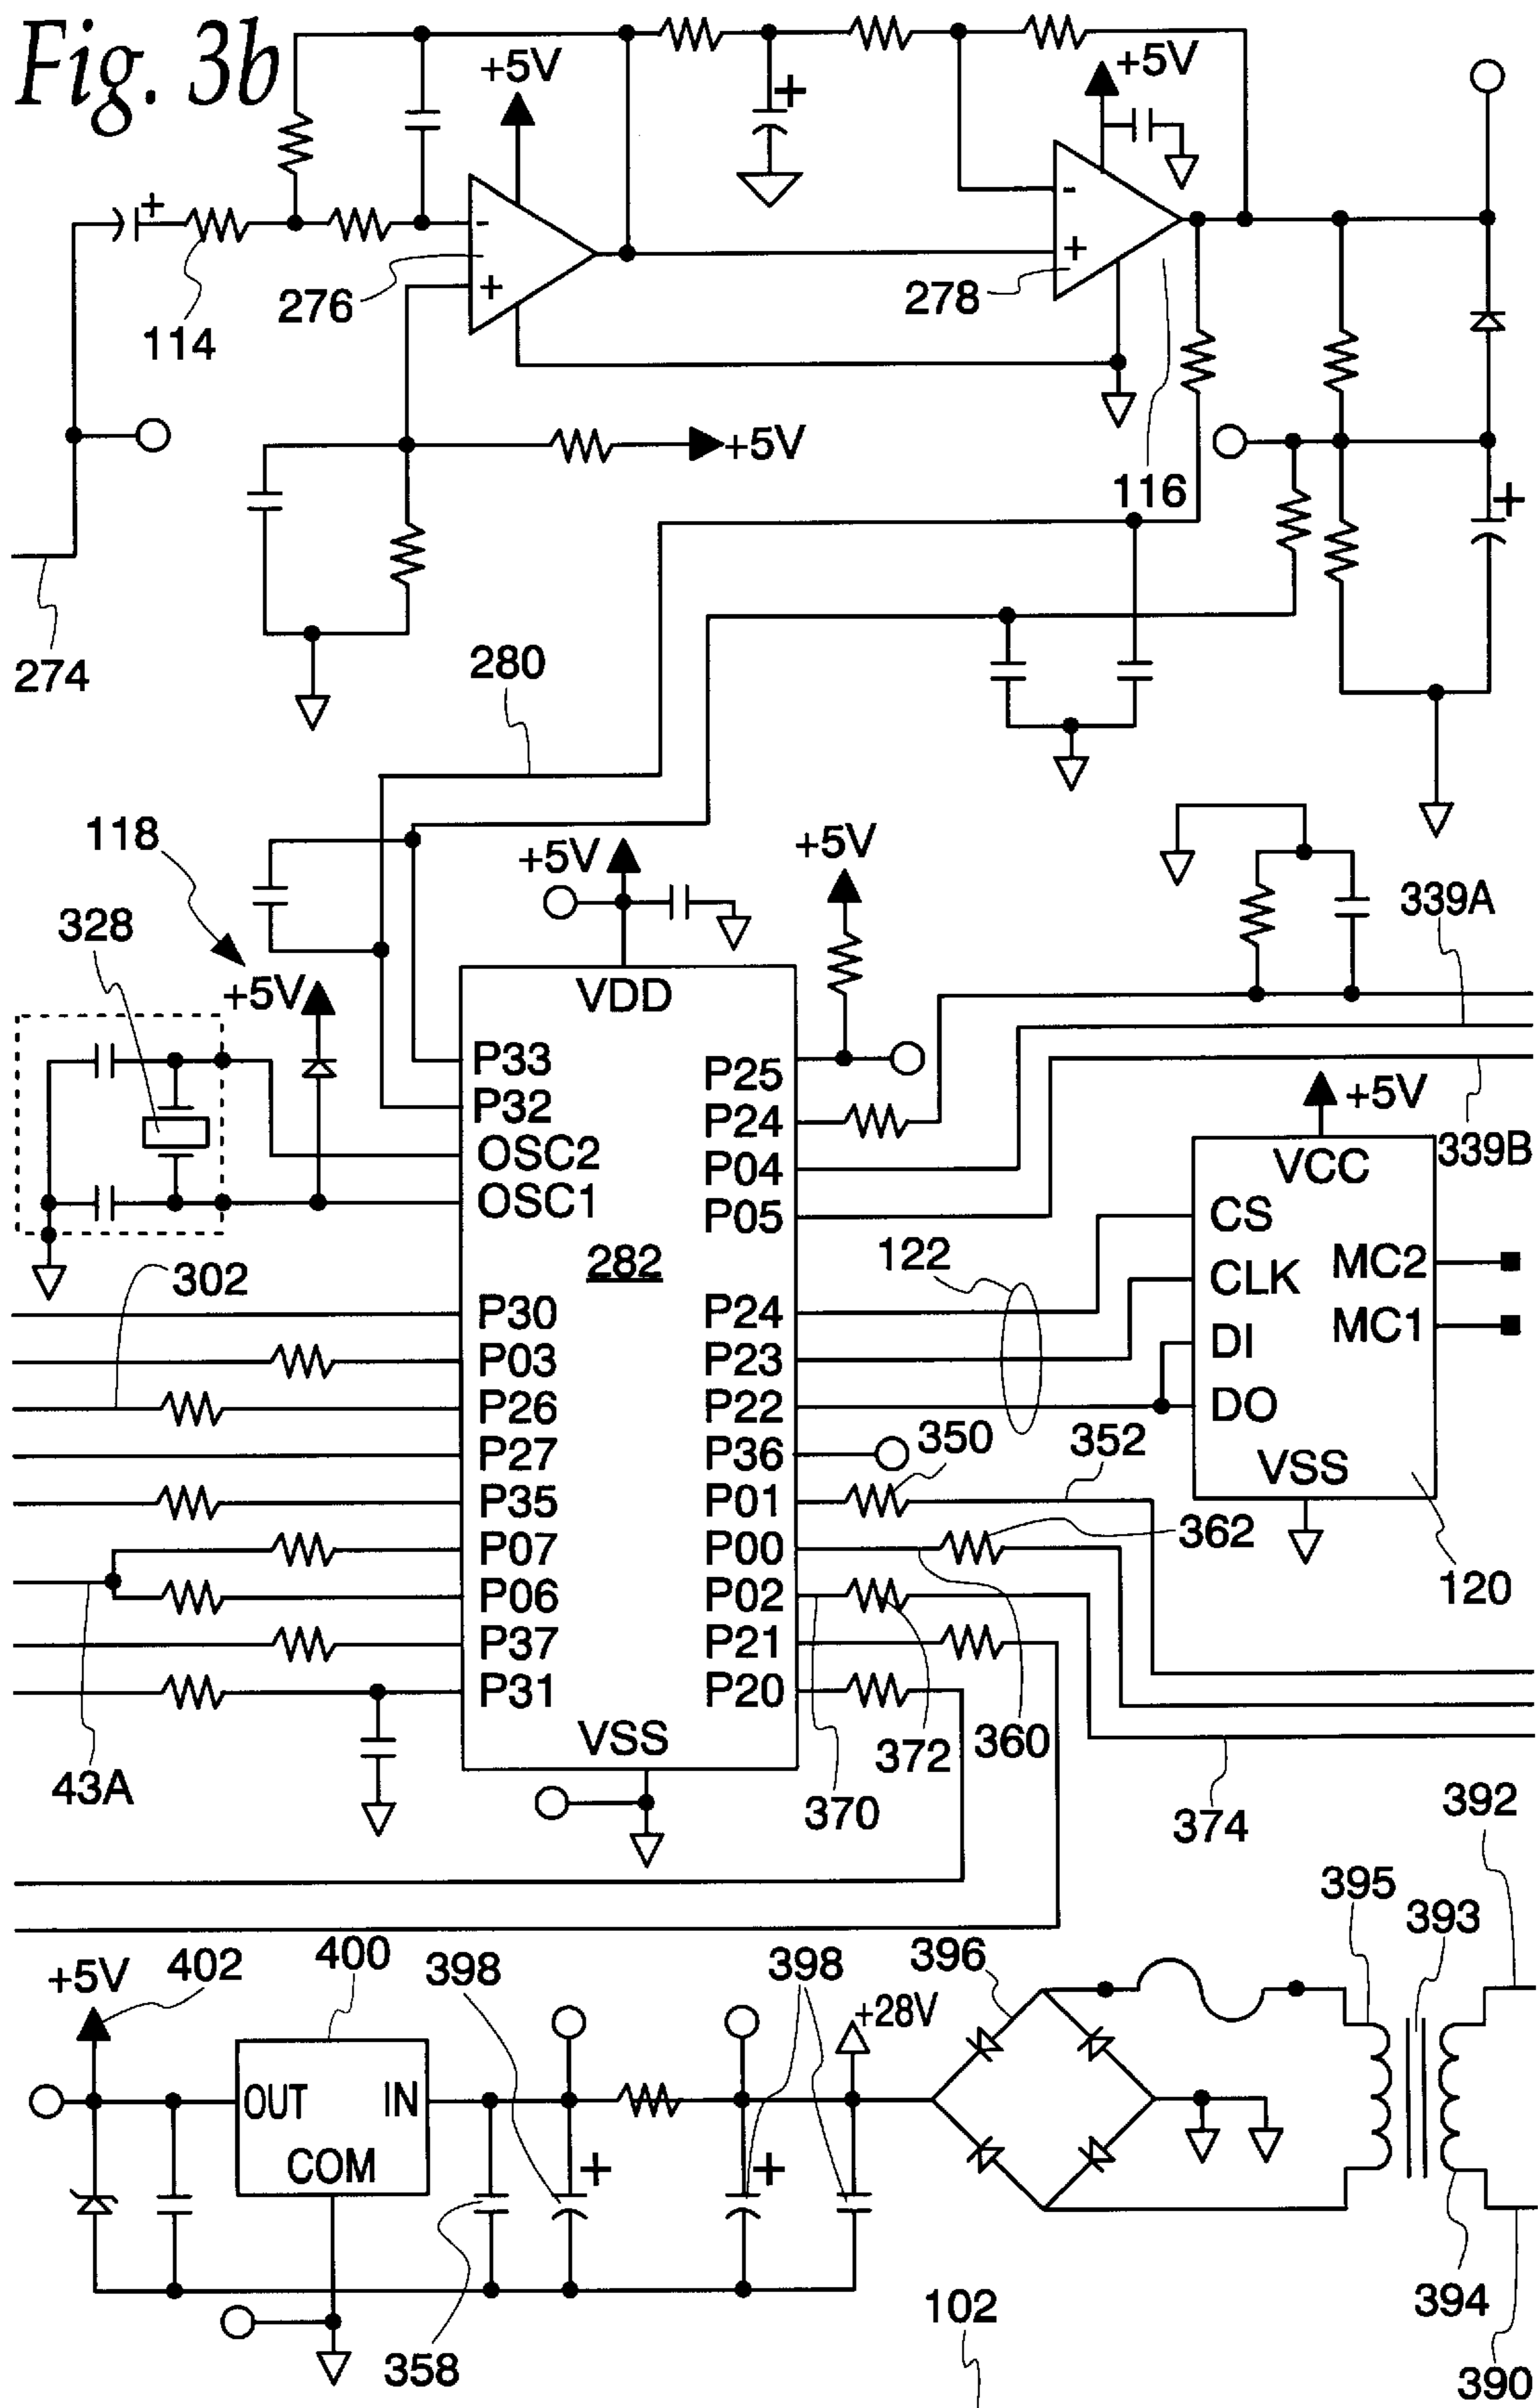 Fig. 3b
+5V
+
+5V
+
-
+
276
114
-
+
278
+5V
116
+
274
280
118
+5V
+5V
328
+5V
339A
VDD
P33
P32
OSC2
OSC1
282
P30
P03
P26
P27
P35
P07
P06
P37
P31
VSS
P25
P24
P04
P05
P24
P23
P22
P36
P01
P00
P02
P21
P20
+5V
339B
VCC
CS
CLK
DI
DO
MC2
MC1
VSS
122
302
350
352
362
120
43A
372
360
370
374
392
395
393
+5V
402
400
398
398
396
+28V
OUT
IN
COM
+
+
358
102
394
390